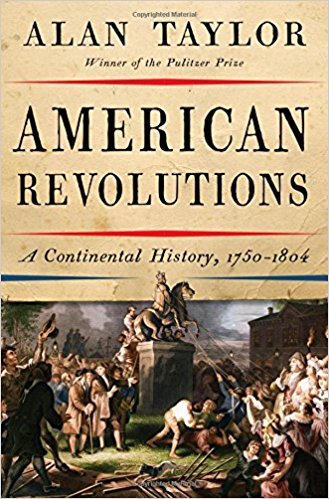 ALAN TAYLOR
Winner of the Pulitzer Prize
AMERICAN
REVOLUTIONS
A Continental History, 1750–1804